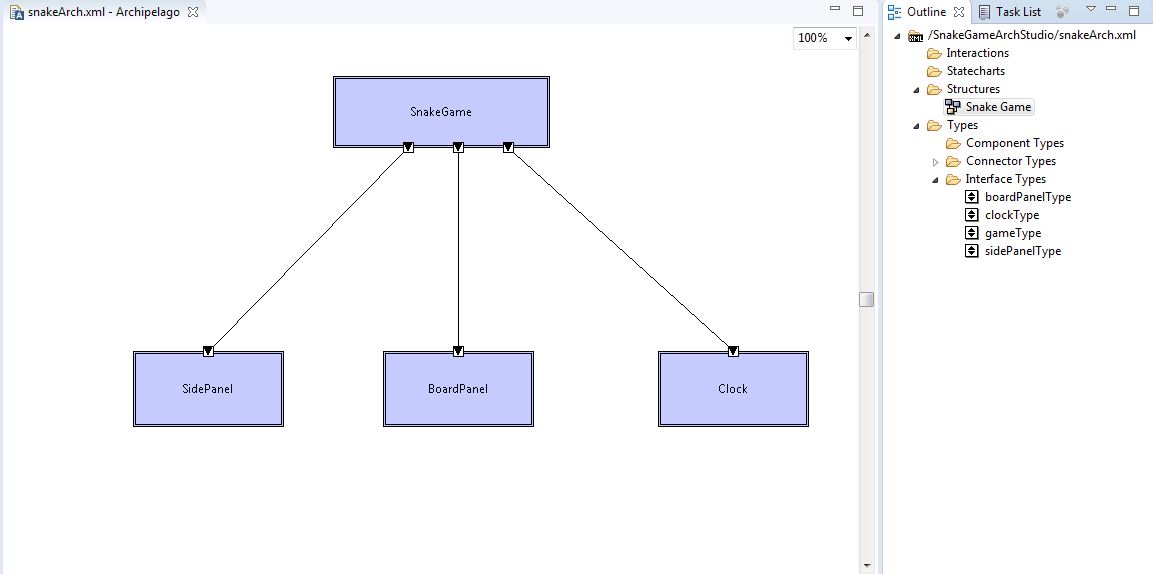 snakeArch.xml - Archipelago
100%
SnakeGame
SidePanel
BoardPanel
Clock
Outline
Task List
/SnakeGameArchStudio/snakeArch.xml
Interactions
Statecharts
Structures
Snake Game
Types
Component Types
Connector Types
Interface Types
boardPanelType
clockType
gameType
sidePanelType